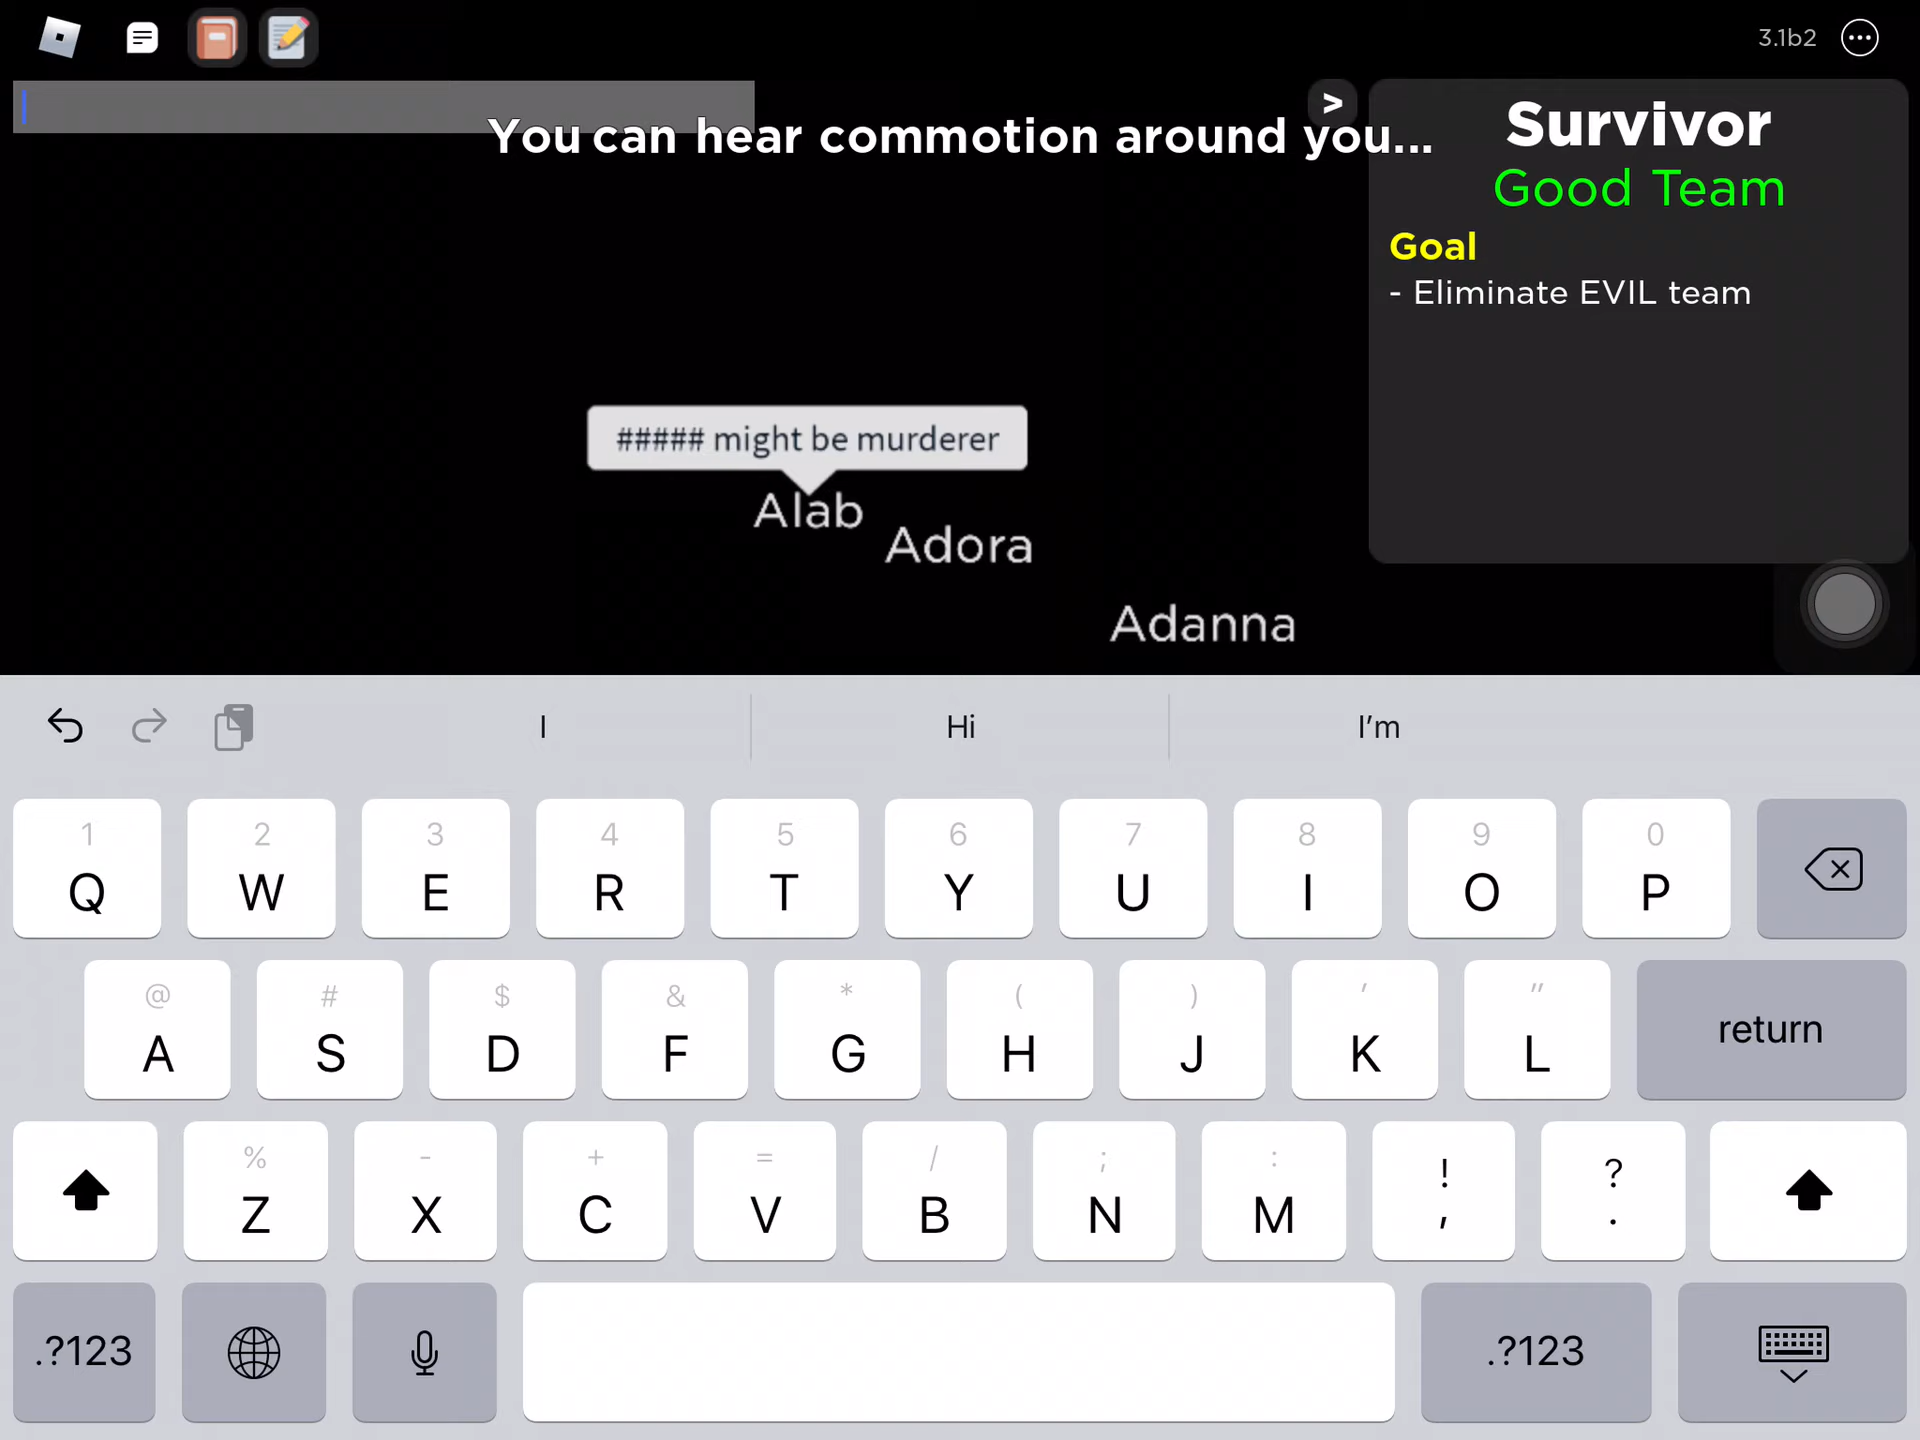 3.1b2
>
You can hear commotion around you...
Survivor
Good Team
Goal
- Eliminate EVIL team
##### might be murderer
Alab
Adora
Adanna
I Hi I'm
1 2 3 4 5 6 7 8 9 0
Q W E R T Y U I O P
@ # $ & * ( ) ' "
A S D F G H J K L return
% - + = / ; : ! ?
Z X C V B N M , .
.?123 .?123